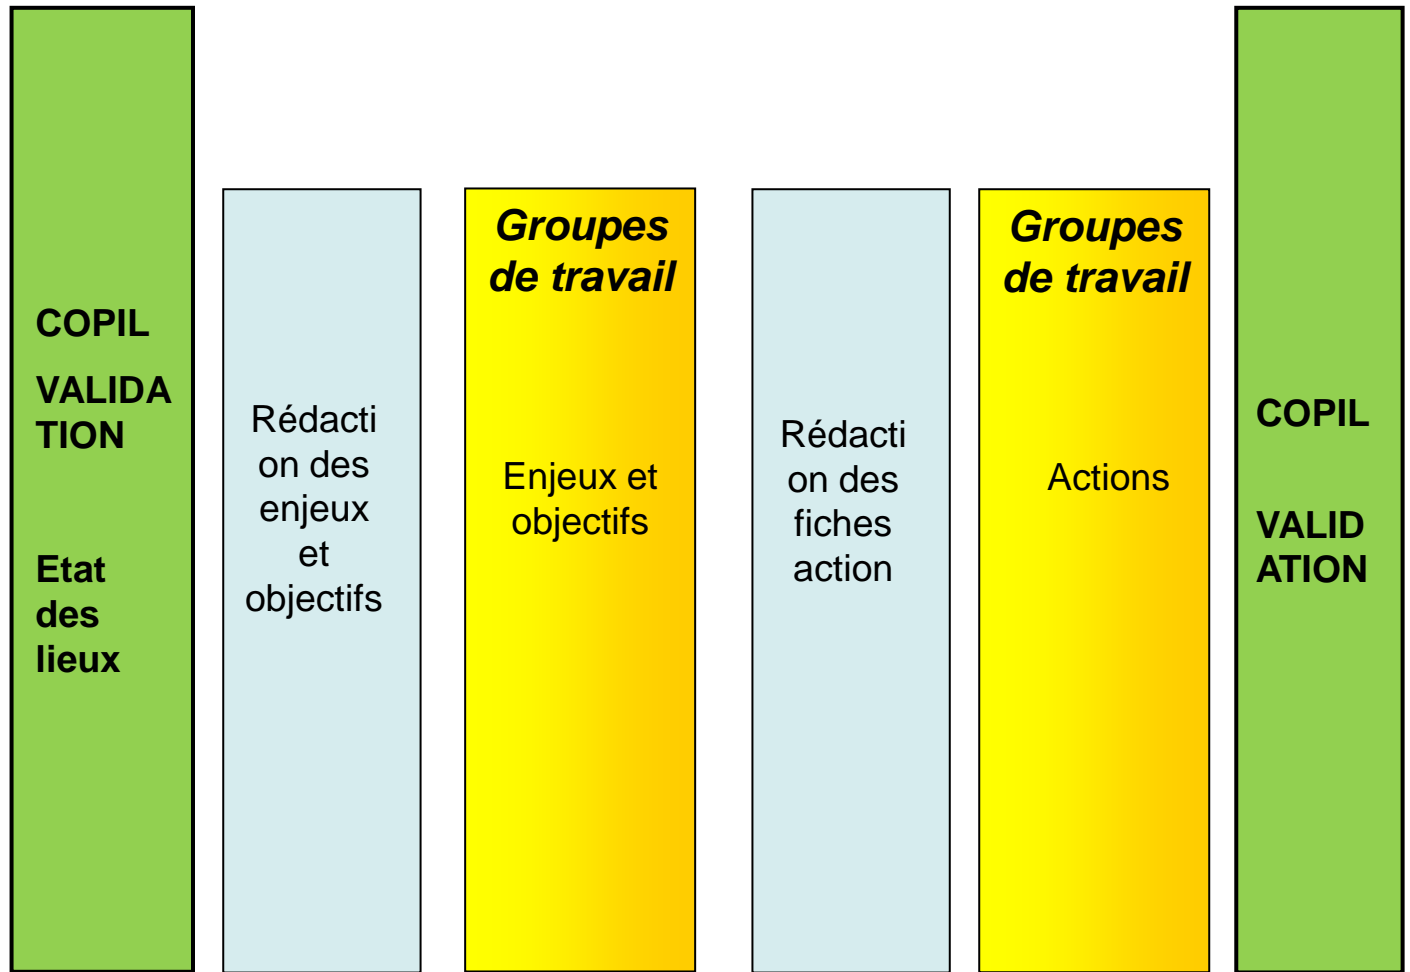 COPIL
VALIDA
TION
Etat
des
lieux
Rédacti
on des
enjeux
et
objectifs
Groupes
de travail
Enjeux et
objectifs
Rédacti
on des
fiches
action
Groupes
de travail
Actions
COPIL
VALID
ATION